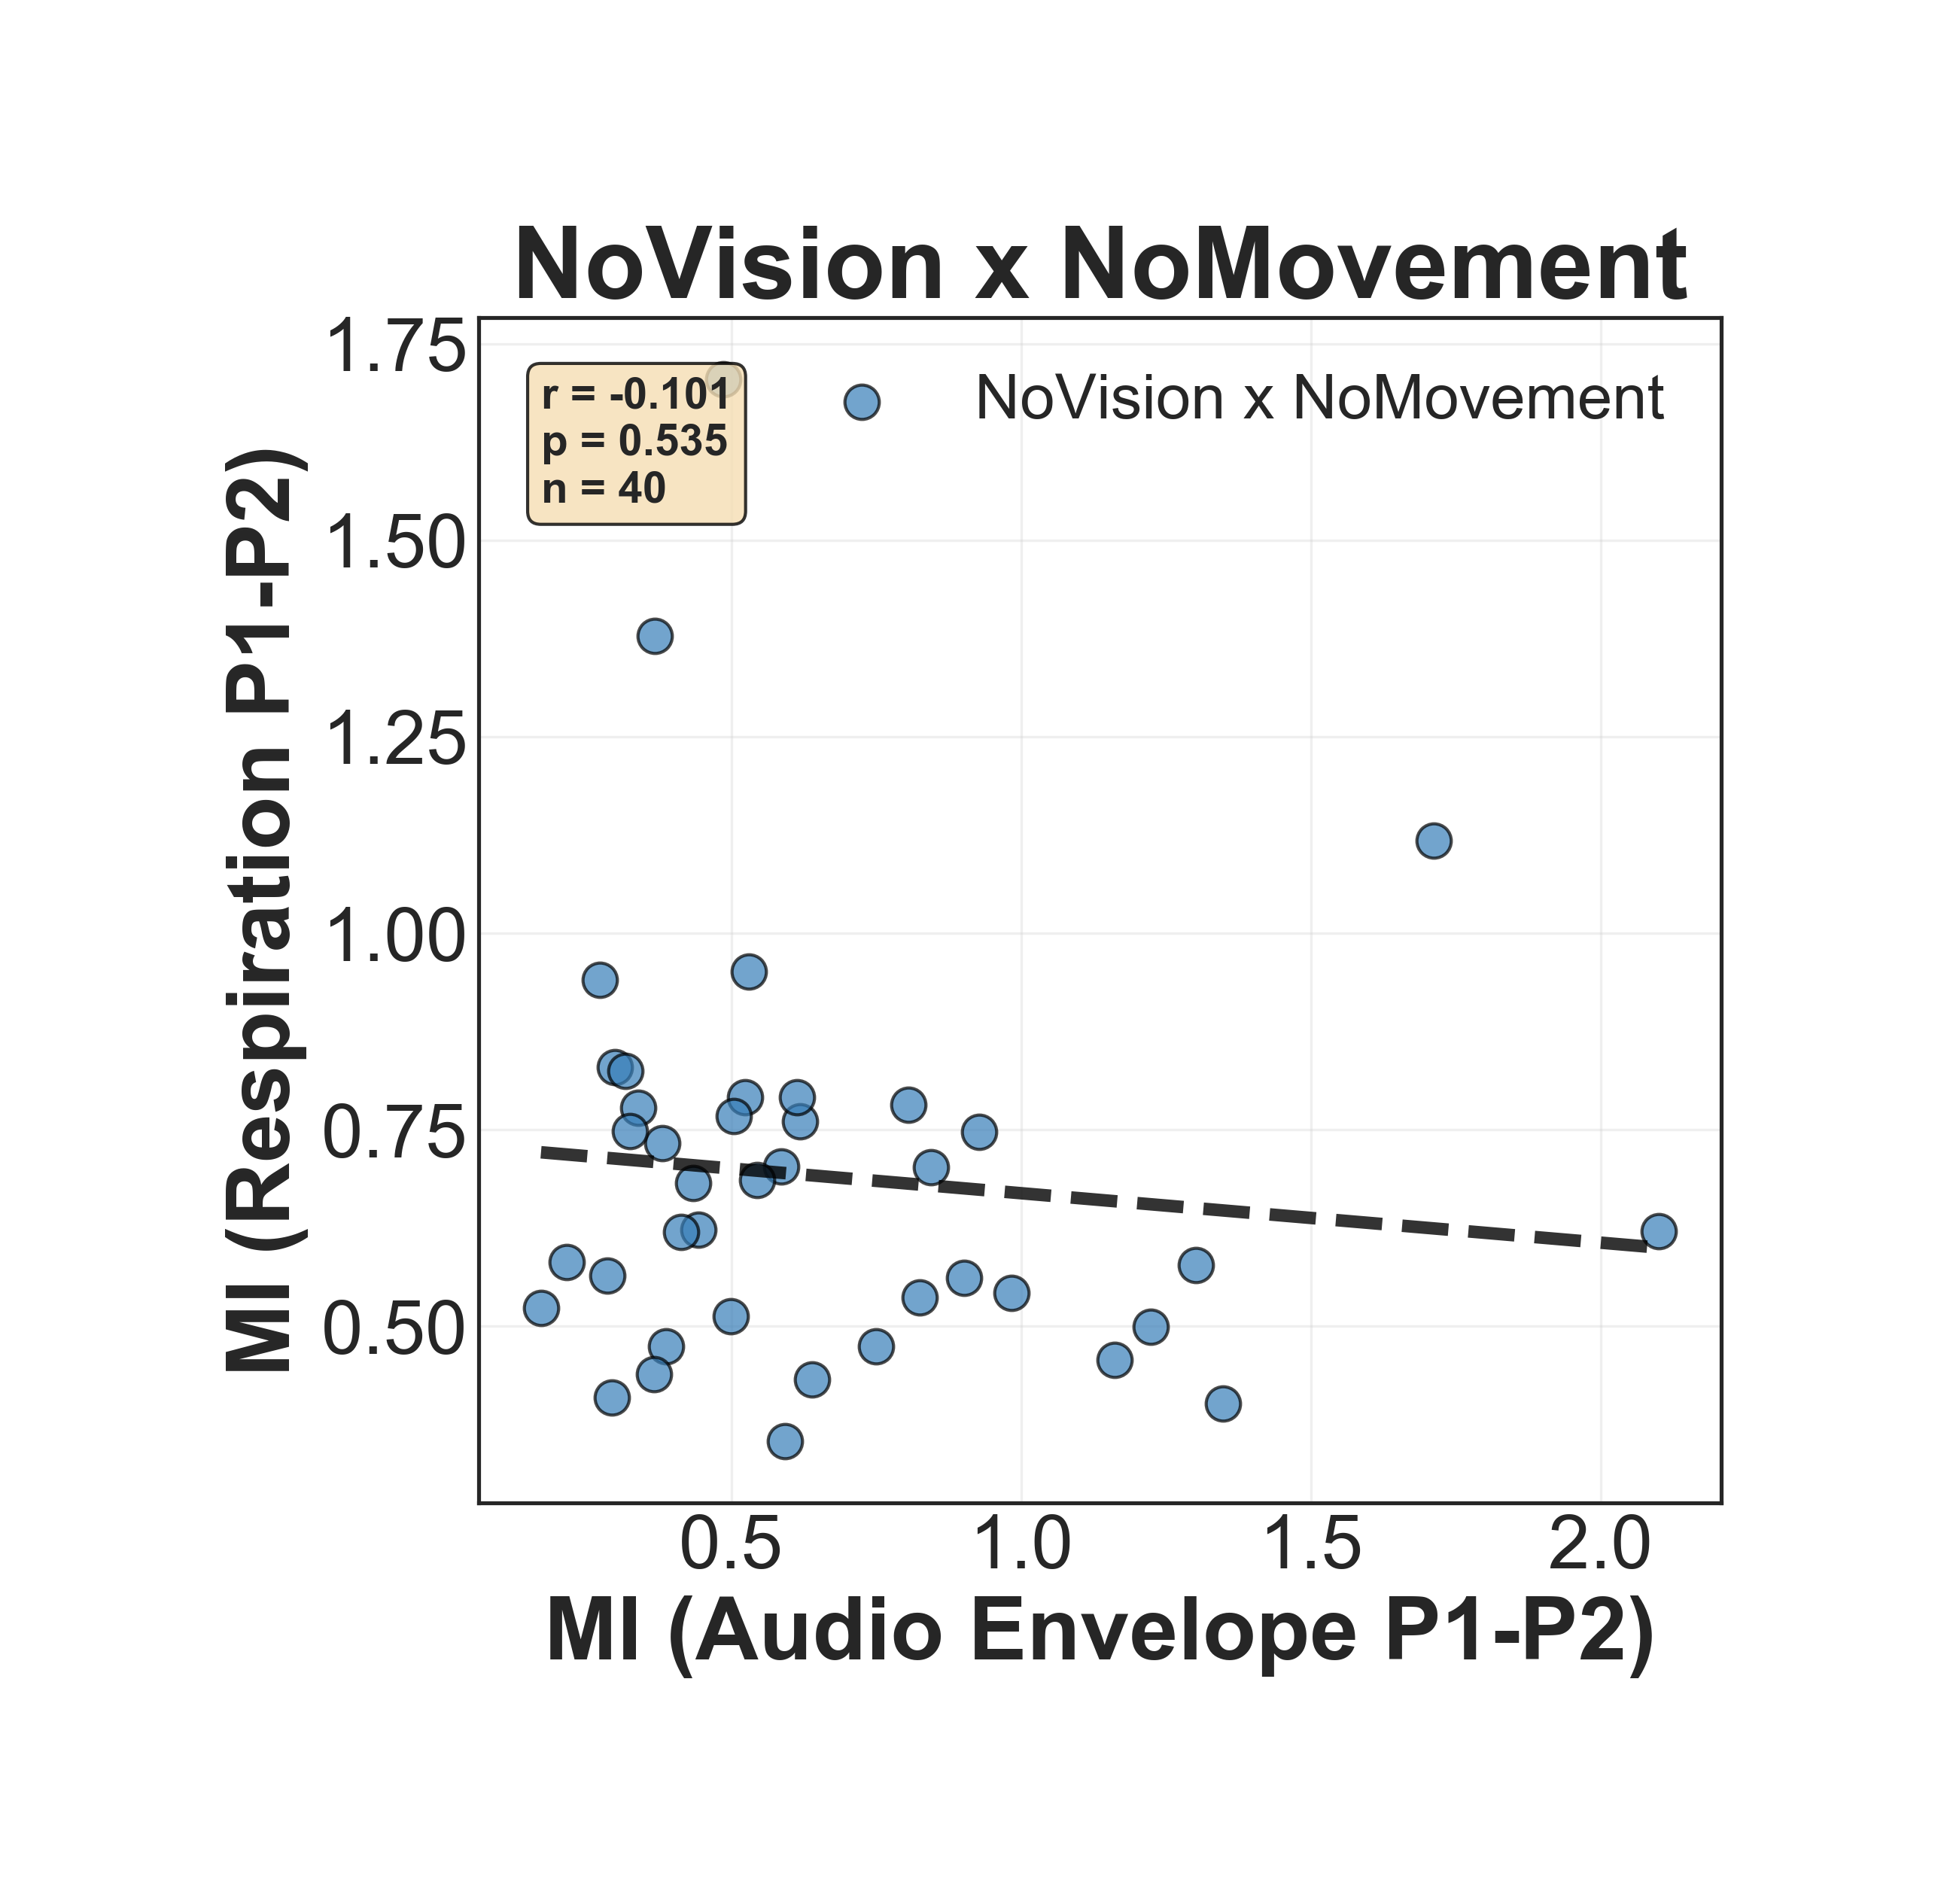 NoVision x NoMovement
1.75
1.50
1.25
1.00
0.75
0.50
MI (Respiration P1-P2)
r = -0.101
p = 0.535
n = 40
NoVision x NoMovement
0.5 1.0 1.5 2.0
MI (Audio Envelope P1-P2)